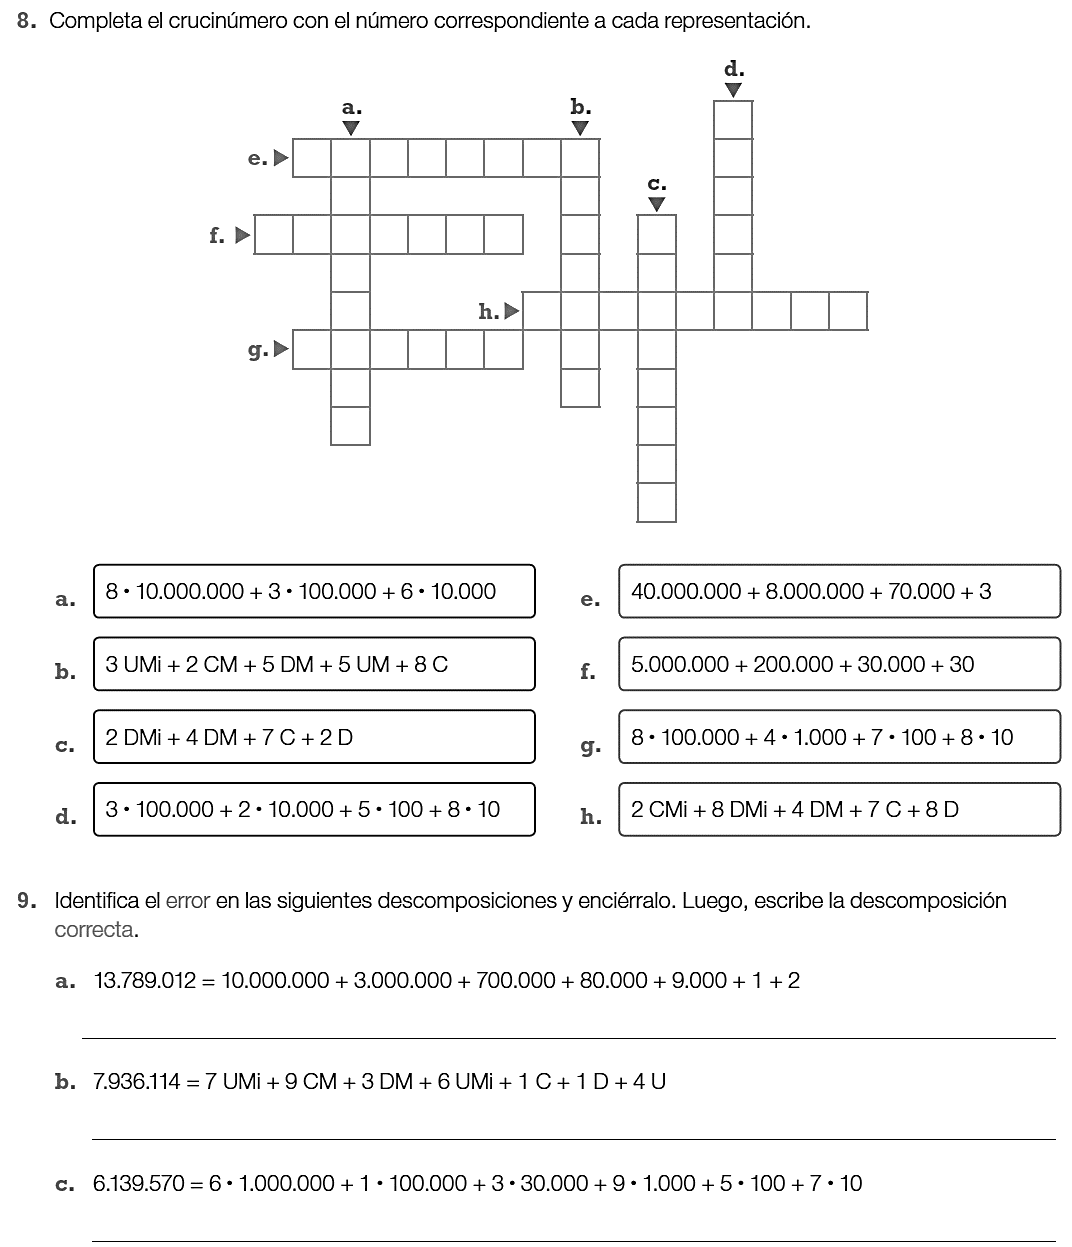 8. Completa el crucinúmero con el número correspondiente a cada representación.
d.
a.
b.
e.
c.
f.
h.
g.
a. 8 • 10.000.000 + 3 • 100.000 + 6 • 10.000
e. 40.000.000 + 8.000.000 + 70.000 + 3
b. 3 UMi + 2 CM + 5 DM + 5 UM + 8 C
f. 5.000.000 + 200.000 + 30.000 + 30
c. 2 DMi + 4 DM + 7 C + 2 D
g. 8 • 100.000 + 4 • 1.000 + 7 • 100 + 8 • 10
d. 3 • 100.000 + 2 • 10.000 + 5 • 100 + 8 • 10
h. 2 CMi + 8 DMi + 4 DM + 7 C + 8 D
9. Identifica el error en las siguientes descomposiciones y enciérralo. Luego, escribe la descomposición
correcta.
a. 13.789.012 = 10.000.000 + 3.000.000 + 700.000 + 80.000 + 9.000 + 1 + 2
b. 7.936.114 = 7 UMi + 9 CM + 3 DM + 6 UMi + 1 C + 1 D + 4 U
c. 6.139.570 = 6 • 1.000.000 + 1 • 100.000 + 3 • 30.000 + 9 • 1.000 + 5 • 100 + 7 • 10